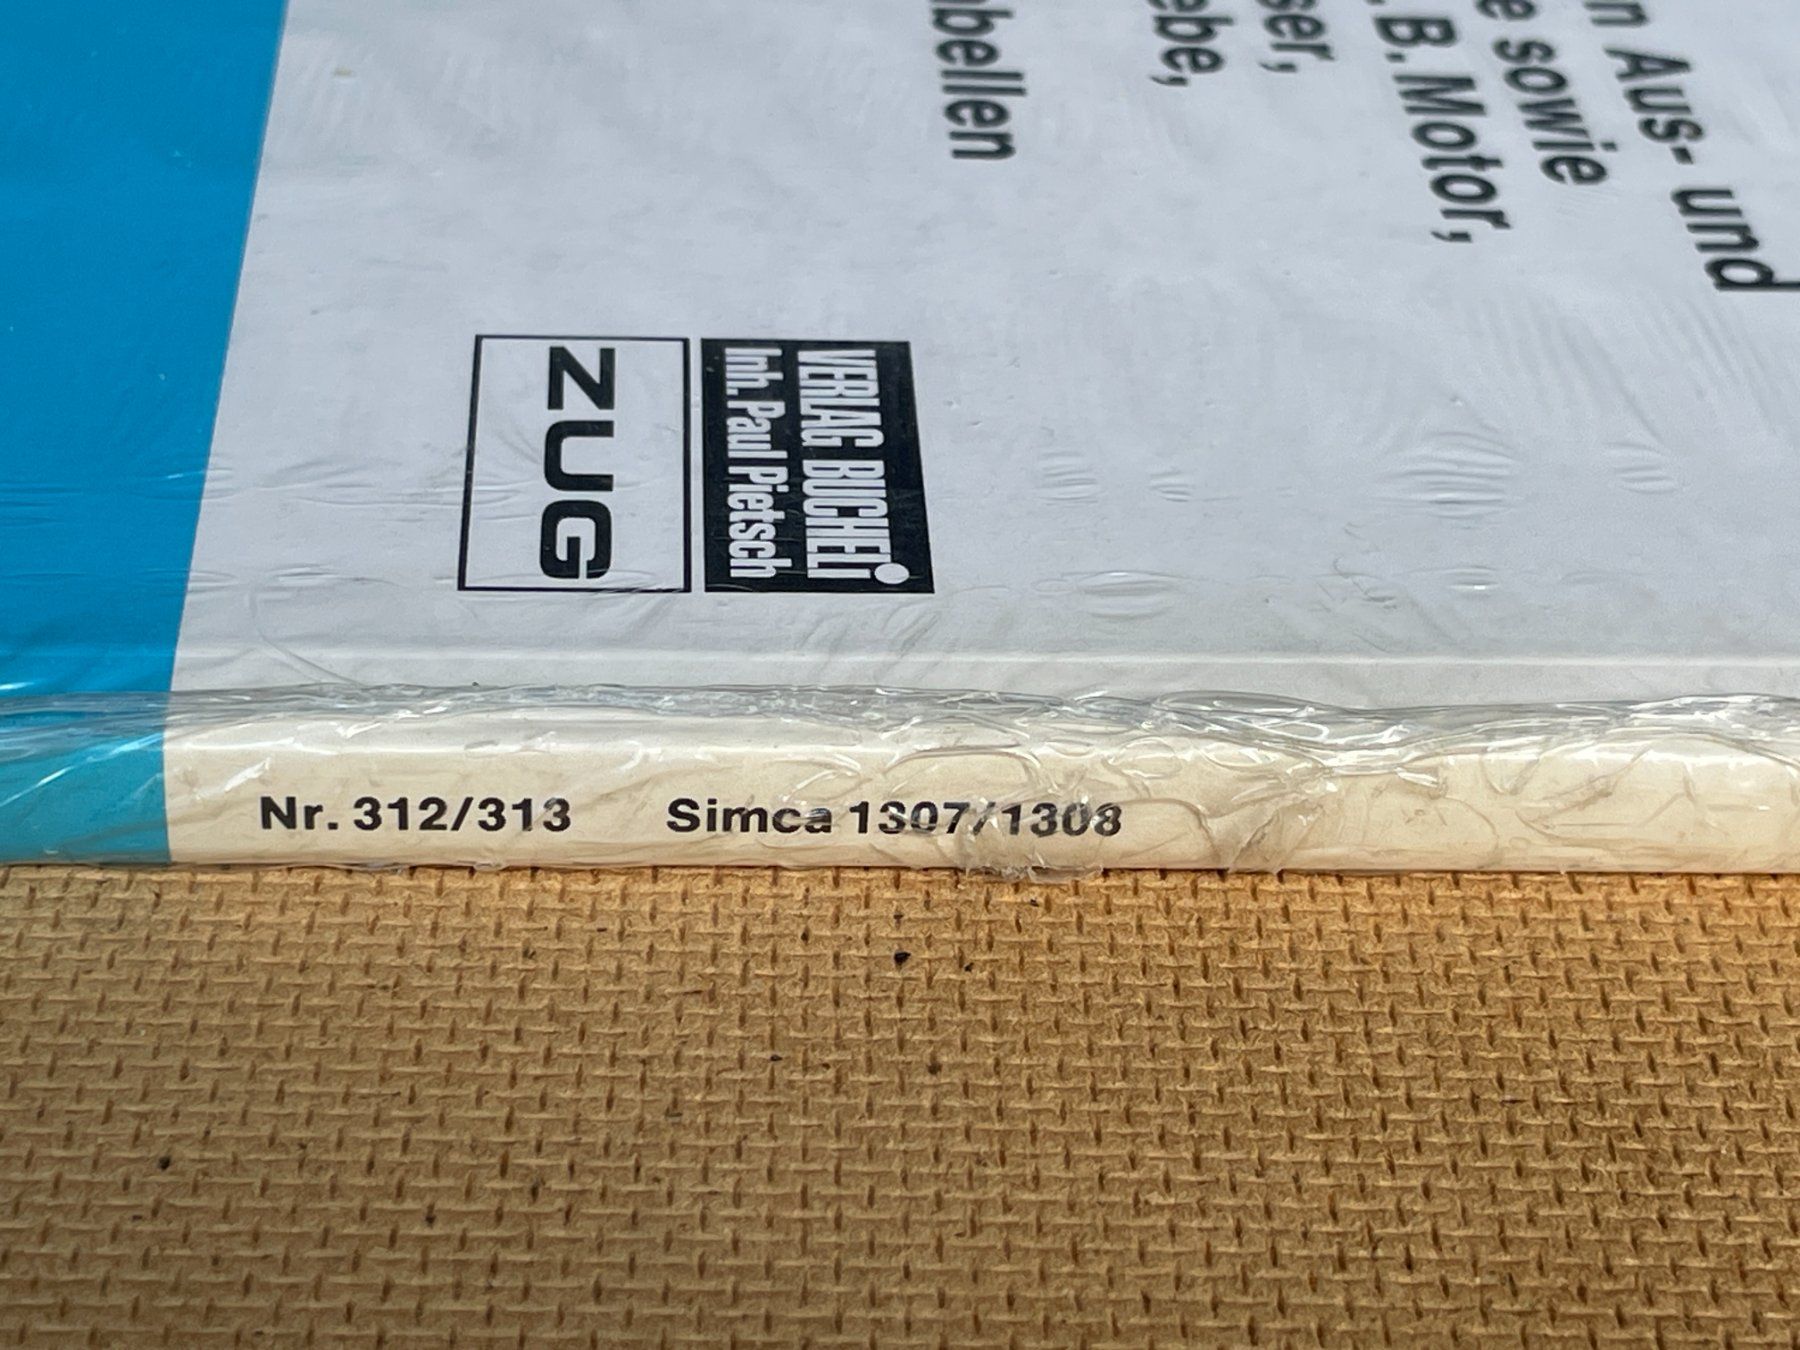 n Aus- und
e sowie
. B. Motor,
ser,
ebe,
bellen
VERLAG BUCHELi
Inh. Paul Pietsch
ZUG
Nr. 312/313 Simca 1307/1308